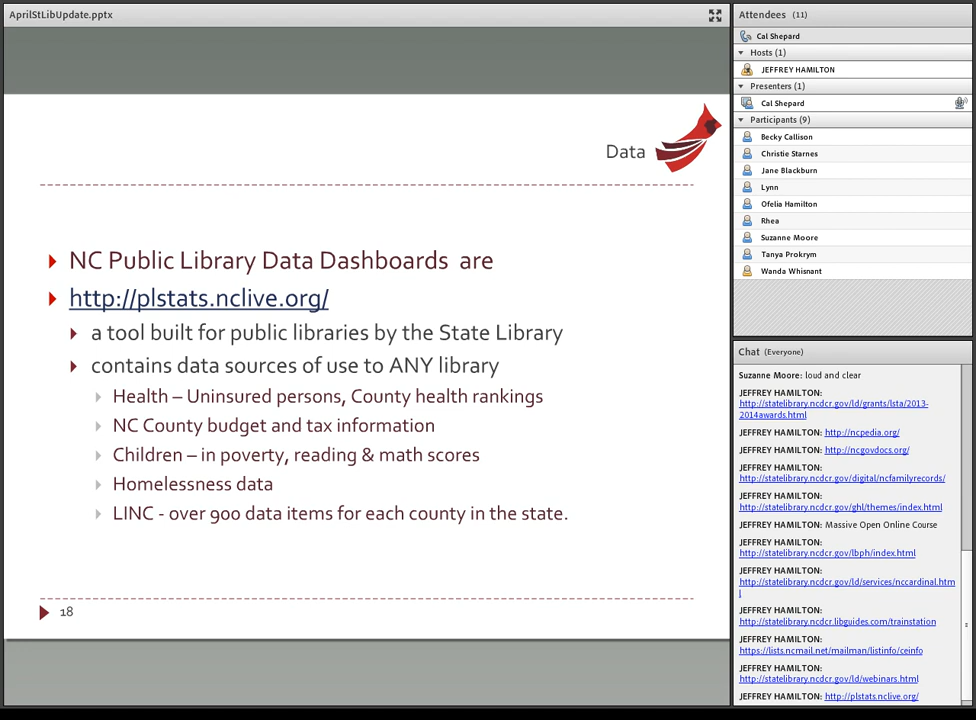 AprilStLibUpdate.pptx
Data
NC Public Library Data Dashboards are
http://plstats.nclive.org/
a tool built for public libraries by the State Library
contains data sources of use to ANY library
Health – Uninsured persons, County health rankings
NC County budget and tax information
Children – in poverty, reading & math scores
Homelessness data
LINC - over 900 data items for each county in the state.
18
Attendees (11)
Cal Shepard
Hosts (1)
JEFFREY HAMILTON
Presenters (1)
Cal Shepard
Participants (9)
Becky Callison
Christie Starnes
Jane Blackburn
Lynn
Ofelia Hamilton
Rhea
Suzanne Moore
Tanya Prokrym
Wanda Whisnant
Chat (Everyone)
Suzanne Moore: loud and clear
JEFFREY HAMILTON:
http://statelibrary.ncdcr.gov/ld/grants/lsta/2013-
2014awards.html
JEFFREY HAMILTON: http://ncpedia.org/
JEFFREY HAMILTON: http://ncgovdocs.org/
JEFFREY HAMILTON:
http://statelibrary.ncdcr.gov/digital/ncfamilyrecords/
JEFFREY HAMILTON:
http://statelibrary.ncdcr.gov/ghl/themes/index.html
JEFFREY HAMILTON: Massive Open Online Course
JEFFREY HAMILTON:
http://statelibrary.ncdcr.gov/lbph/index.html
JEFFREY HAMILTON:
http://statelibrary.ncdcr.gov/ld/services/nccardinal.htm
l
JEFFREY HAMILTON:
http://statelibrary.ncdcr.libguides.com/trainstation
JEFFREY HAMILTON:
https://lists.ncmail.net/mailman/listinfo/ceinfo
JEFFREY HAMILTON:
http://statelibrary.ncdcr.gov/ld/webinars.html
JEFFREY HAMILTON: http://plstats.nclive.org/